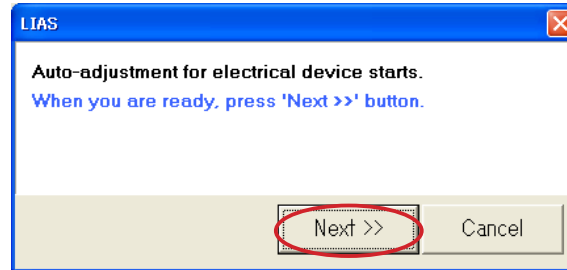 LIAS
Auto-adjustment for electrical device starts.
When you are ready, press 'Next >>' button.
Next >>
Cancel